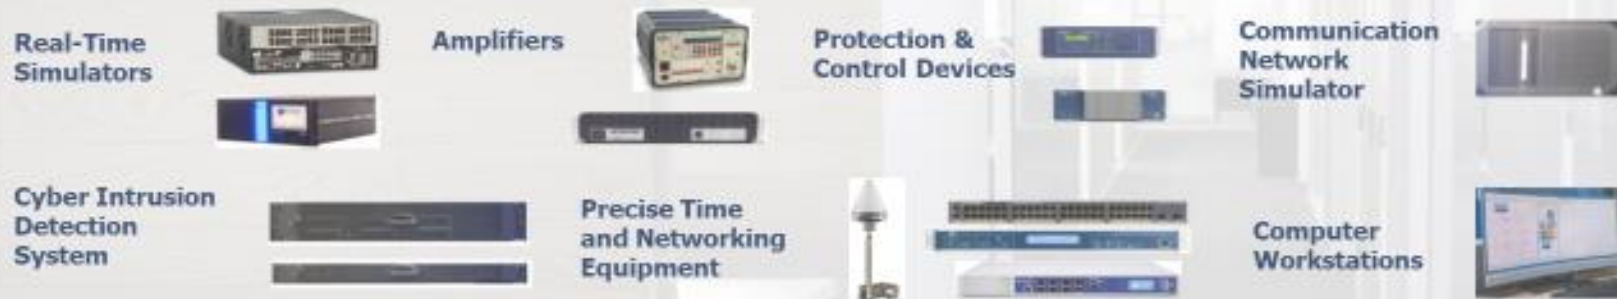 Real-Time
Simulators
Amplifiers
Protection &
Control Devices
Communication
Network
Simulator
Cyber Intrusion
Detection
System
Precise Time
and Networking
Equipment
Computer
Workstations